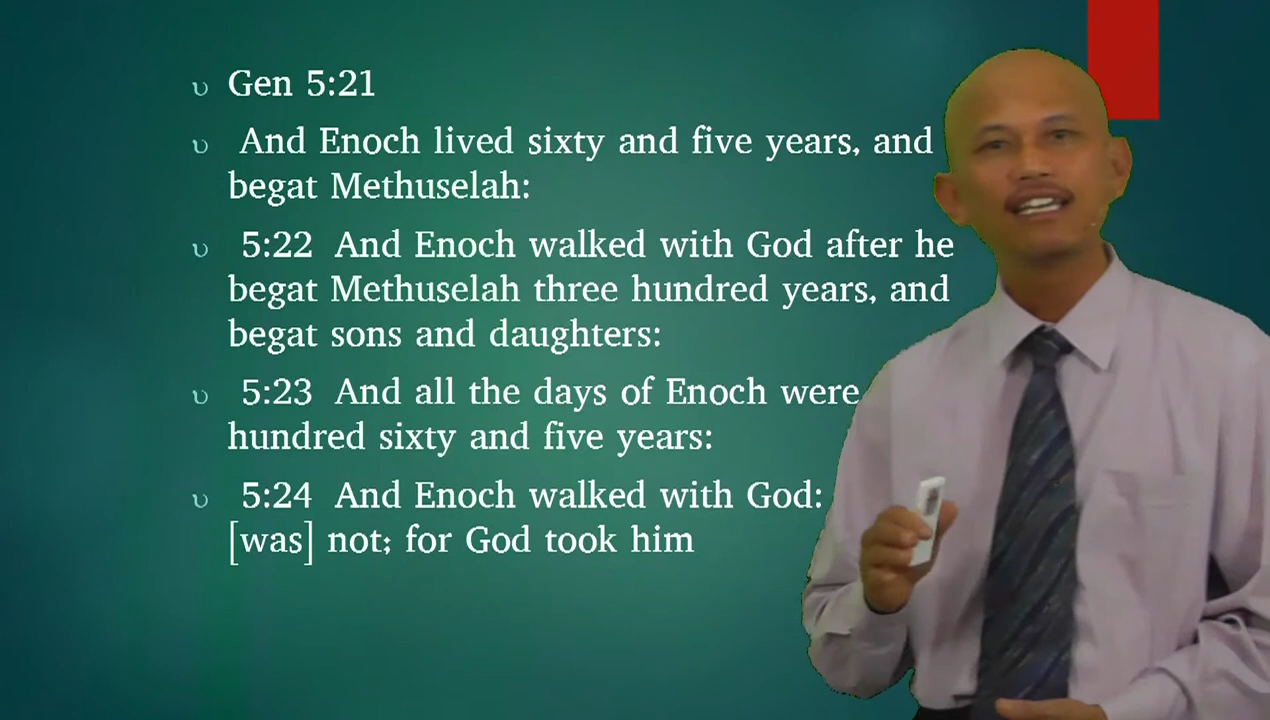 Gen 5:21
And Enoch lived sixty and five years, and
begat Methuselah:
5:22 And Enoch walked with God after he
begat Methuselah three hundred years, and
begat sons and daughters:
5:23 And all the days of Enoch were
hundred sixty and five years:
5:24 And Enoch walked with God:
[was] not; for God took him